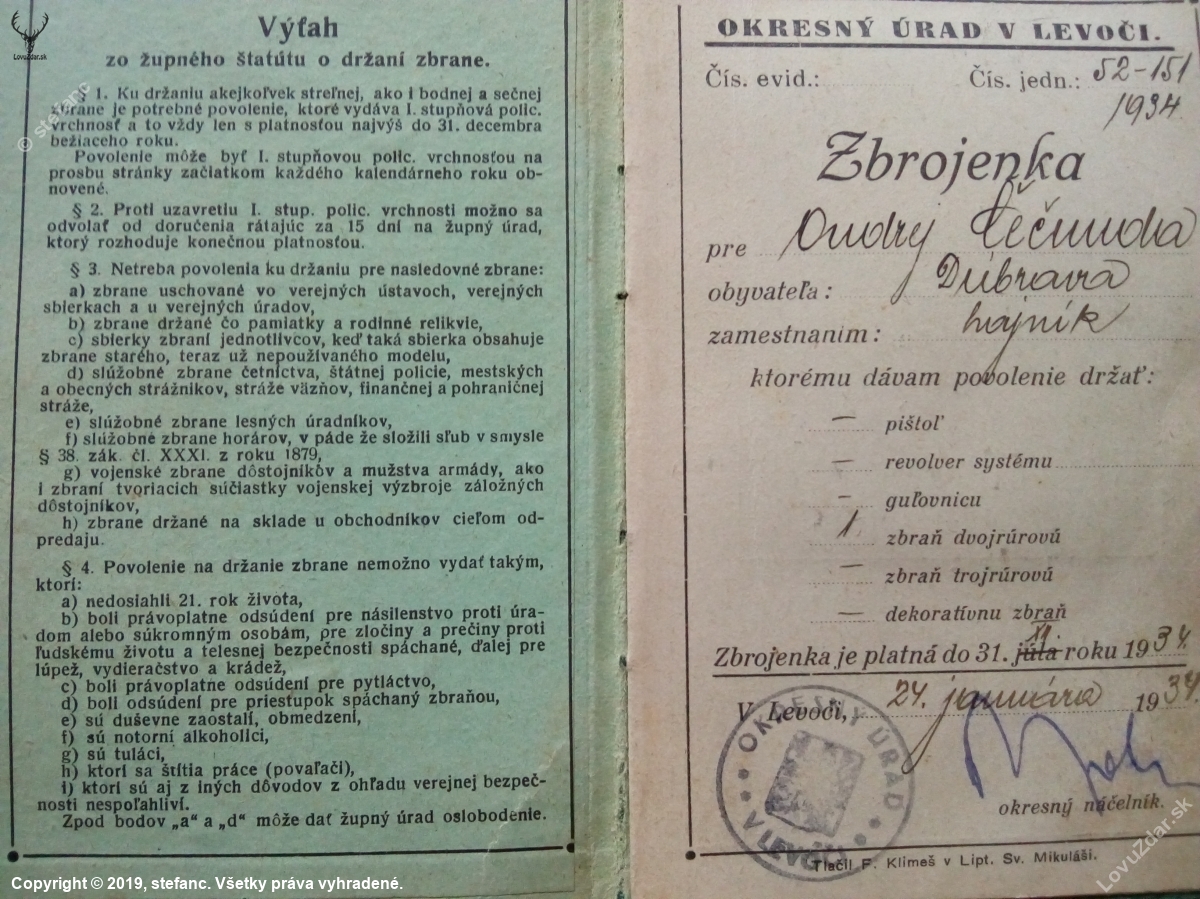 Výťah
zo župného štatútu o držaní zbrane.
§ 1. Ku držaniu akejkoľvek streľnej, ako i bodnej a sečnej
zbrane je potrebné povolenie, ktoré vydáva I. stupňová polic.
vrchnosť a to vždy len s platnosťou najvýš do 31. decembra
bežiaceho roku.
Povolenie môže byť I. stupňovou polic. vrchnosťou na
prosbu stránky začiatkom každého kalendárneho roku ob-
novené.
§ 2. Proti uzavretiu I. stup. polic. vrchnosti možno sa
odvolať od doručenia rátajúc za 15 dní na župný úrad,
ktorý rozhoduje konečnou platnosťou.
§ 3. Netreba povolenia ku držaniu pre nasledovné zbrane:
a) zbrane uschované vo verejných ústavoch, verejných
sbierkach a u verejných úradov,
b) zbrane držané čo pamiatky a rodinné relikvie,
c) sbierky zbraní jednotlivcov, keď taká sbierka obsahuje
zbrane starého, teraz už nepoužívaného modelu,
d) slúžobné zbrane četníctva, štátnej policie, mestských
a obecných strážnikov, stráže väzňov, finančnej a pohraničnej
stráže,
e) slúžobné zbrane lesných úradníkov,
f) slúžobné zbrane horárov, v páde že složili sľub v smysle
§ 38. zák. čl. XXXI. z roku 1879,
g) vojenské zbrane dôstojníkův a mužstva armády, ako
i zbraní tvoriacich súčiastky vojenskej výzbroje záložných
dôstojníkov,
h) zbrane držané na sklade u obchodníkov cieľom od-
predaju.
§ 4. Povolenie na držanie zbrane nemožno vydať takým,
ktorí:
a) nedosiahli 21. rok života,
b) boli právoplatne odsúdení pre násilenstvo proti úra-
dom alebo súkromným osobám, pre zločiny a prečiny proti
ľudskému životu a telesnej bezpečnosti spáchané, ďalej pre
lúpež, vydieračstvo a krádež,
c) boli právoplatne odsúdení pre pytláctvo,
d) boli odsúdení pre priestupok spáchaný zbraňou,
e) sú duševne zaostalí, obmedzení,
f) sú notorní alkoholici,
g) sú tuláci,
h) ktorí sa štítia práce (povaľači),
i) ktorí sú aj z iných dôvodov z ohľadu verejnej bezpeč-
nosti nespoľahliví.
Zpod bodov „a“ a „d“ môže dať župný úrad oslobodenie.
OKRESNÝ ÚRAD V LEVOČI.
Čís. evid.: Čís. jedn.: 52-151
1934
Zbrojenka
pre Ondrej
obyvateľa: Dúbrava
zamestnaním: hájnik
ktorému dávam povolenie držať:
— pištoľ
— revolver systému
— guľovnicu
1 zbraň dvojrúrovú
— zbraň trojrúrovú
— dekoratívnu zbraň
XII.
Zbrojenka je platná do 31. júla roku 1934.
V Levoči, 24. januára 1934.
okresný náčelník.
OKRESNÝ ÚRAD V LEVOČI
Tlačil F. Klimeš v Lipt. Sv. Mikuláši.
LovuZdar.sk
© stefanc
LovuZdar.sk
Copyright © 2019, stefanc. Všetky práva vyhradené.